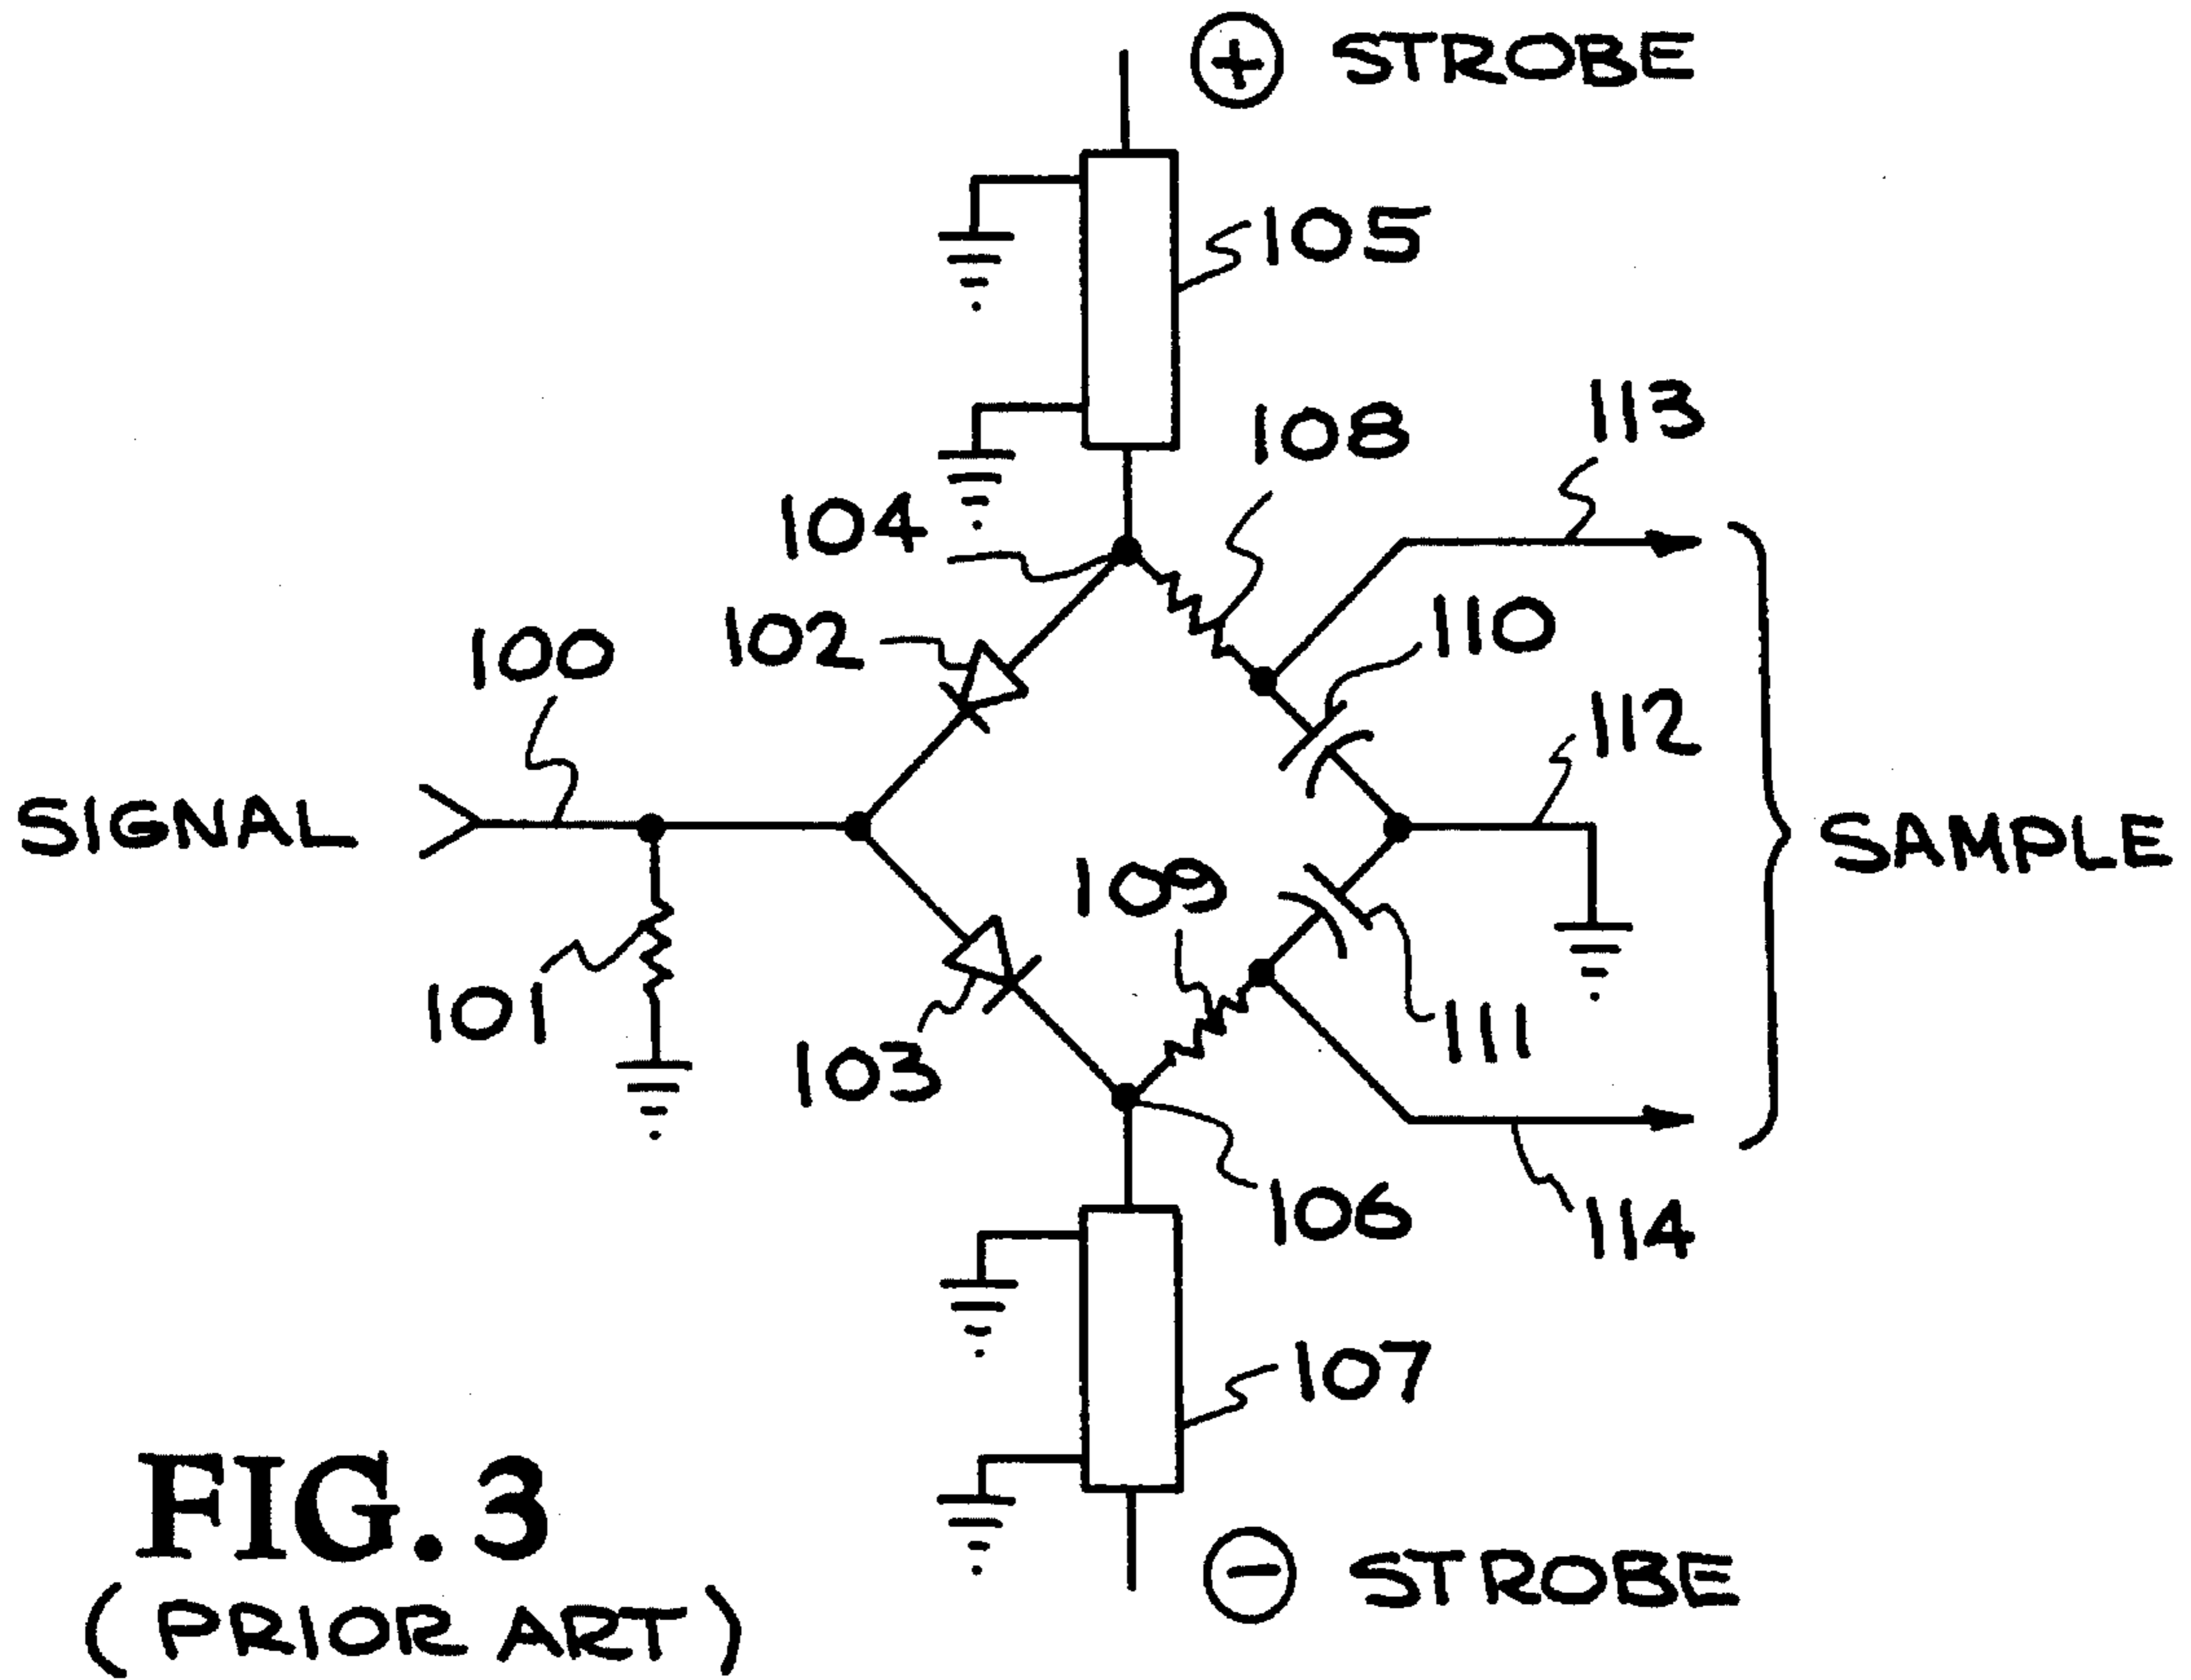 ⊕ STROBE
105
113
108
104
102
100
110
112
SIGNAL
SAMPLE
109
101
103
111
106
114
107
FIG. 3
(PRIOR ART)
⊖ STROBE